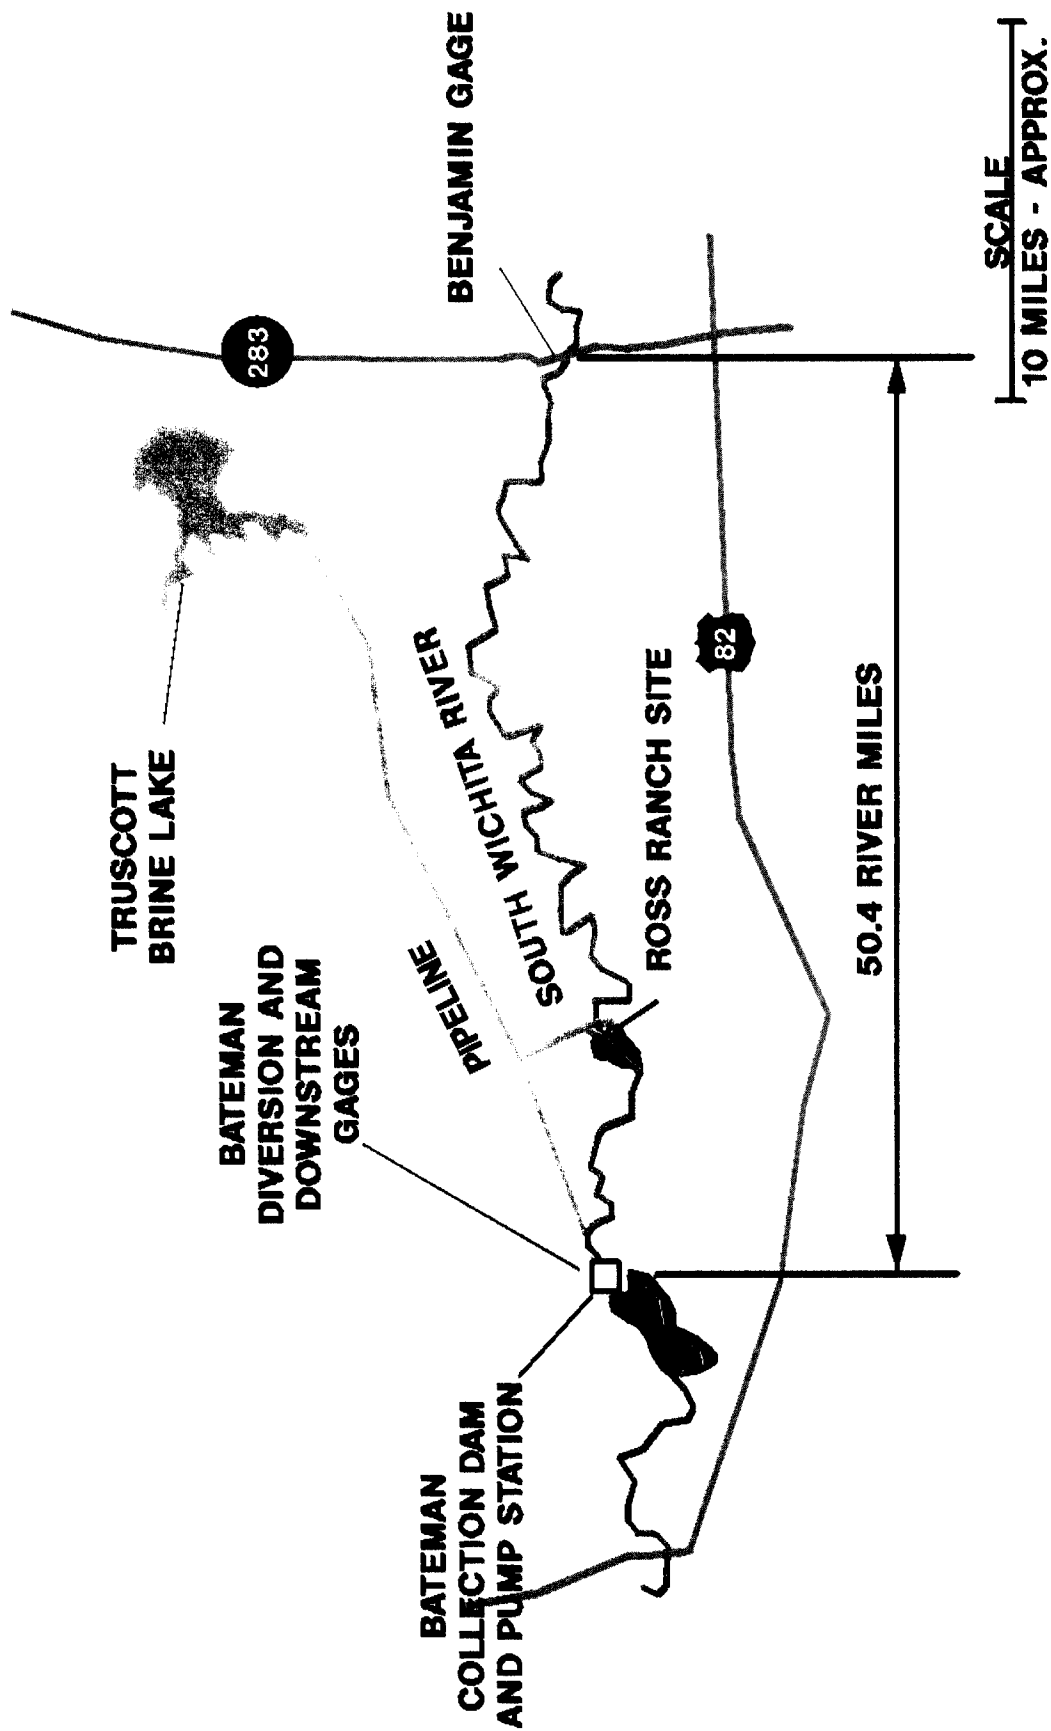 TRUSCOTT
BRINE LAKE
283
BATEMAN
DIVERSION AND
DOWNSTREAM
GAGES
PIPELINE
SOUTH WICHITA RIVER
BENJAMIN GAGE
BATEMAN
COLLECTION DAM
AND PUMP STATION
ROSS RANCH SITE
82
50.4 RIVER MILES
SCALE
10 MILES - APPROX.